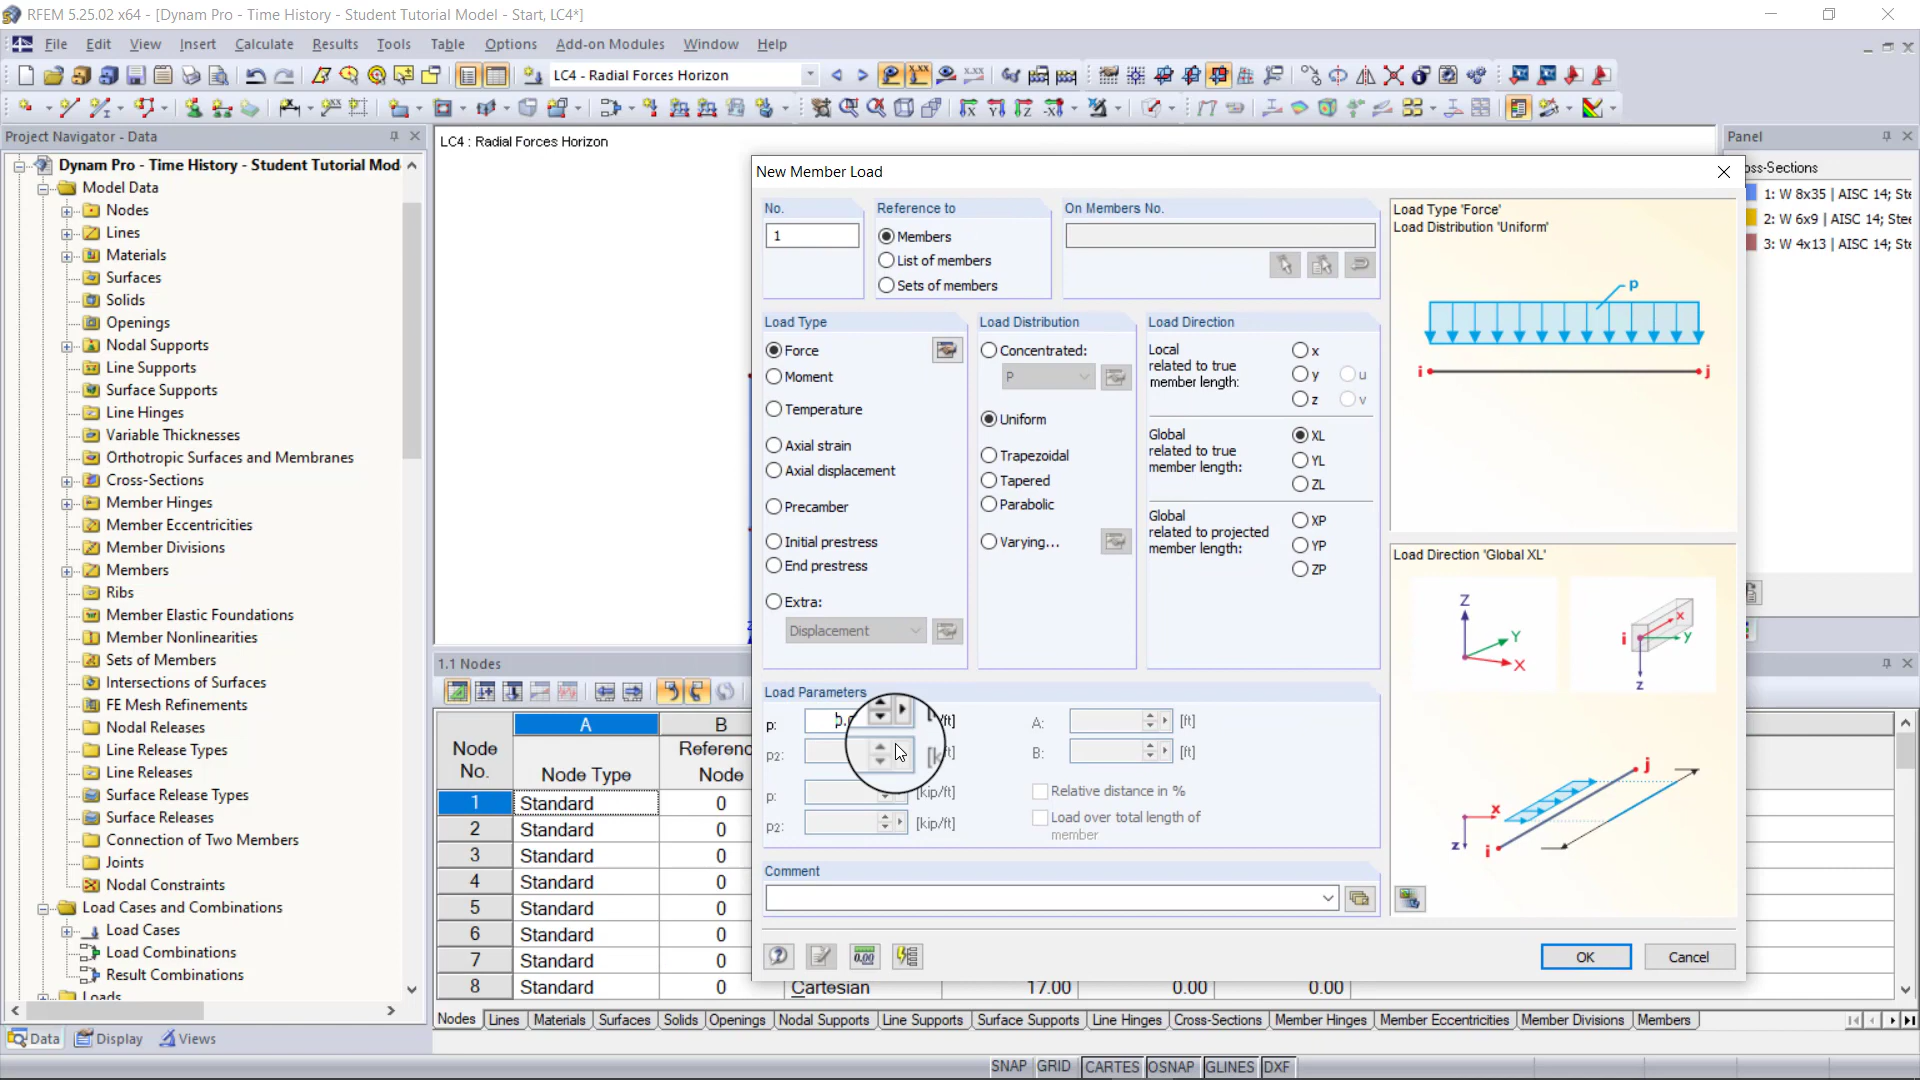 RFEM 5.25.02 x64 - [Dynam Pro - Time History - Student Tutorial Model - Start, LC4*]
File Edit View Insert Calculate Results Tools Table Options Add-on Modules Window Help
LC4 - Radial Forces Horizon
Project Navigator - Data
Dynam Pro - Time History - Student Tutorial Mod
Model Data
Nodes
Lines
Materials
Surfaces
Solids
Openings
Nodal Supports
Line Supports
Surface Supports
Line Hinges
Variable Thicknesses
Orthotropic Surfaces and Membranes
Cross-Sections
Member Hinges
Member Eccentricities
Member Divisions
Members
Ribs
Member Elastic Foundations
Member Nonlinearities
Sets of Members
Intersections of Surfaces
FE Mesh Refinements
Nodal Releases
Line Release Types
Line Releases
Surface Release Types
Surface Releases
Connection of Two Members
Joints
Nodal Constraints
Load Cases and Combinations
Load Cases
Load Combinations
Result Combinations
Loads
Data Display Views
LC4 : Radial Forces Horizon
New Member Load
No.
1
Reference to
Members
List of members
Sets of members
On Members No.
Load Type
Force
Moment
Temperature
Axial strain
Axial displacement
Precamber
Initial prestress
End prestress
Extra:
Displacement
Load Distribution
Concentrated:
P
Uniform
Trapezoidal
Tapered
Parabolic
Varying...
Load Direction
Local
related to true
member length:
x
y u
z v
Global
related to true
member length:
XL
YL
ZL
Global
related to projected
member length:
XP
YP
ZP
Load Parameters
p:
p2:
p: [kip/ft]
p2: [kip/ft]
A: [ft]
B: [ft]
Relative distance in %
Load over total length of
member
Comment
OK Cancel
Load Type 'Force'
Load Distribution 'Uniform'
p
i j
Load Direction 'Global XL'
Z
Y
X
i x
y
z
j
x
z i
Panel
oss-Sections
1: W 8x35 | AISC 14; Ste
2: W 6x9 | AISC 14; Stee
3: W 4x13 | AISC 14; St
1.1 Nodes
A B
Node Referenc
No. Node Type Node
1 Standard 0
2 Standard 0
3 Standard 0
4 Standard 0
5 Standard 0
6 Standard 0
7 Standard 0
8 Standard 0 Cartesian 17.00 0.00 0.00
Nodes Lines Materials Surfaces Solids Openings Nodal Supports Line Supports Surface Supports Line Hinges Cross-Sections Member Hinges Member Eccentricities Member Divisions Members
SNAP GRID CARTES OSNAP GLINES DXF